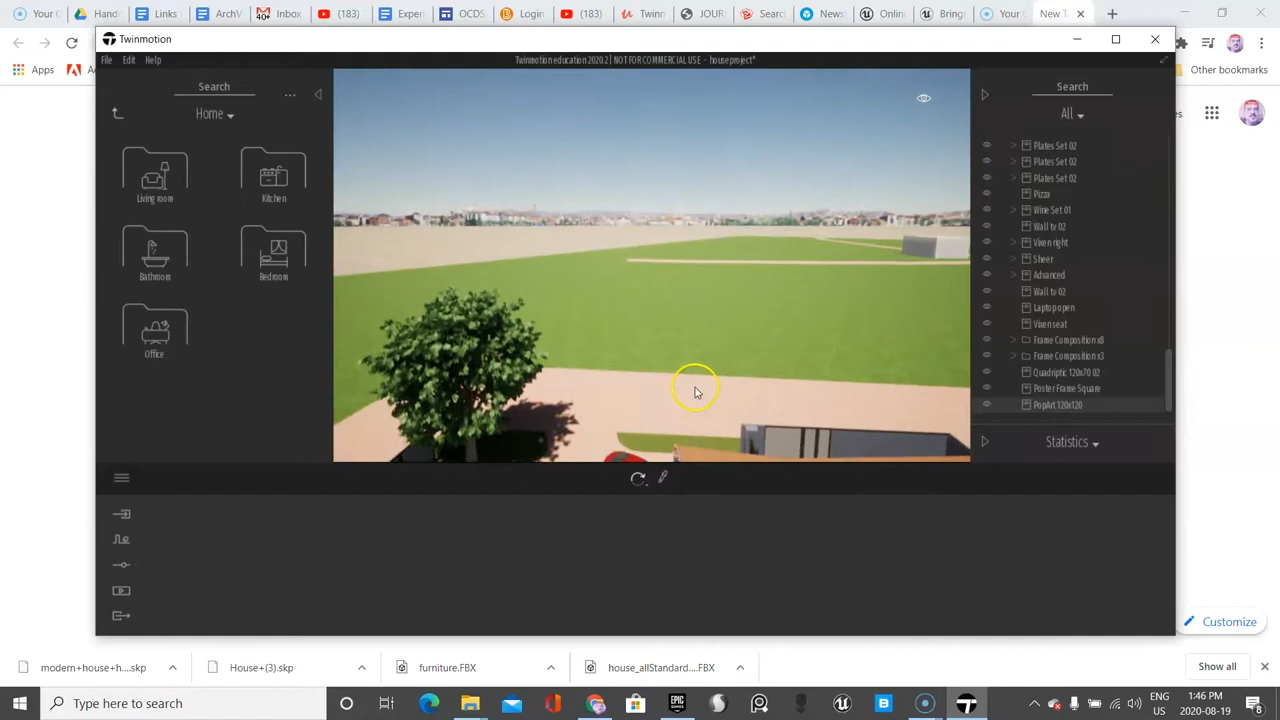 Your C
Hand
Links
ArchV
40+
Inbox
(183)
Exper
OCDS
Login
(183)
Twinn
JOUR
Searc
News
Online
Bring
Your
New T
Twinmotion
File Edit Help
Twinmotion education 2020.2 | NOT FOR COMMERCIAL USE - houseproject*
Apps
Other bookmarks
Search
Home
Living room
Kitchen
Bathroom
Bedroom
Office
Search
All
Plates Set 02
Plates Set 02
Plates Set 02
Pizza
Wine Set 01
Wall tv 02
Vixen right
Sheer
Advanced
Wall tv 02
Laptop open
Vixen seat
Frame Composition x8
Frame Composition x3
Quadriptic 120x70 02
Poster Frame Square
PopArt 120x120
Statistics
Customize
modern+house+h....skp
House+(3).skp
furniture.FBX
house_allStandard....FBX
Show all
Type here to search
ENG
US
1:46 PM
2020-08-19
8